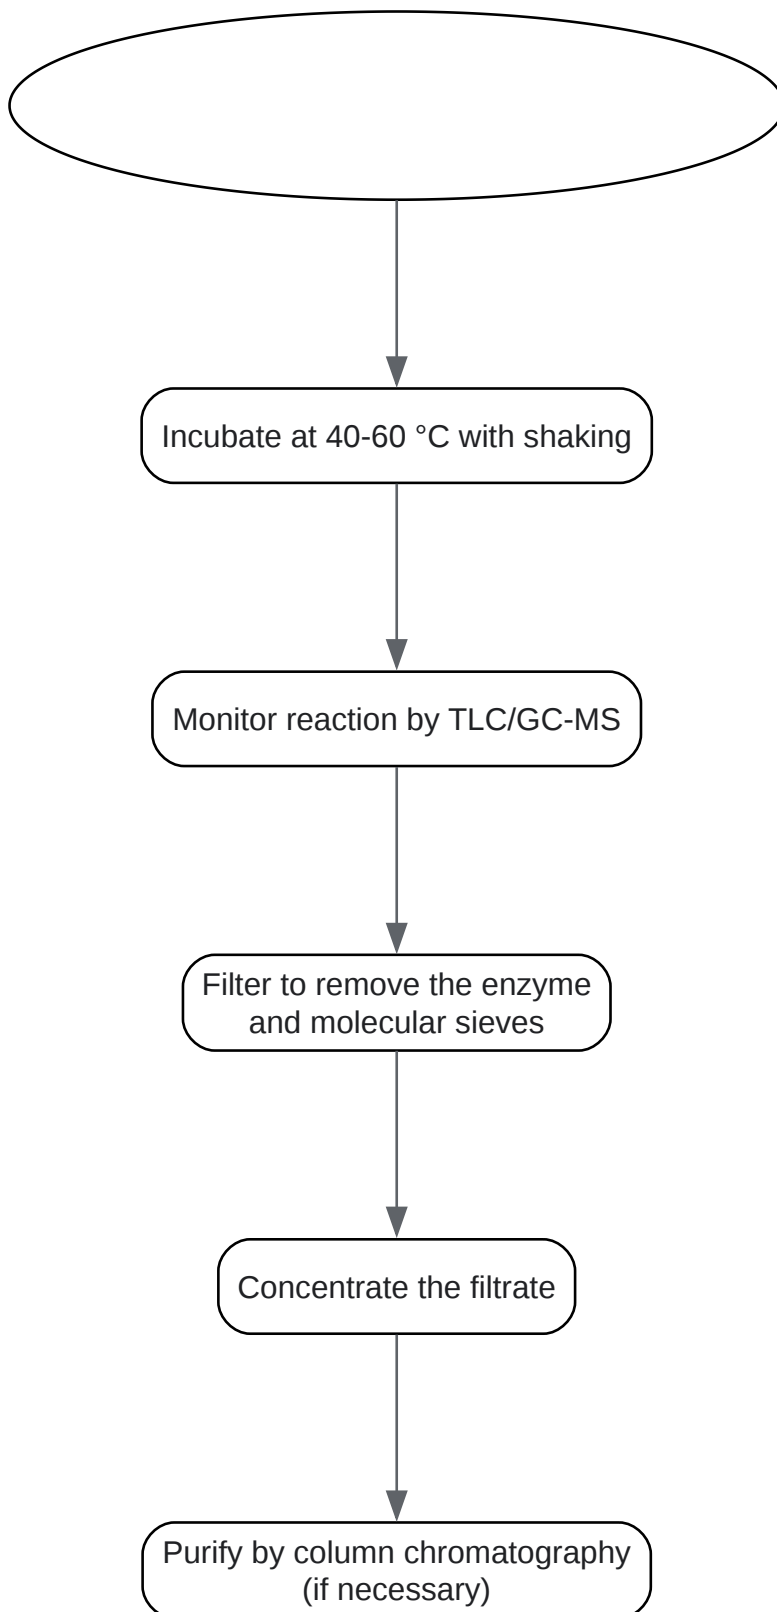 Incubate at 40-60 °C with shaking
Monitor reaction by TLC/GC-MS
Filter to remove the enzyme
and molecular sieves
Concentrate the filtrate
Purify by column chromatography
(if necessary)